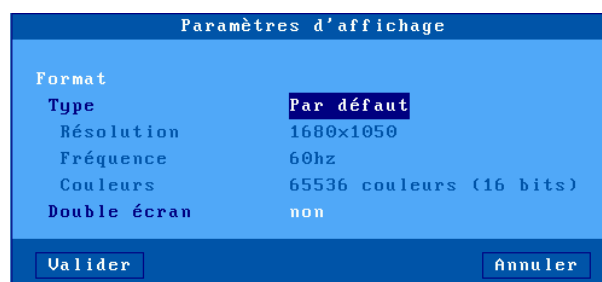 Paramètres d'affichage
Format
Type Par défaut
Résolution 1680x1050
Fréquence 60hz
Couleurs 65536 couleurs (16 bits)
Double écran non
Valider Annuler